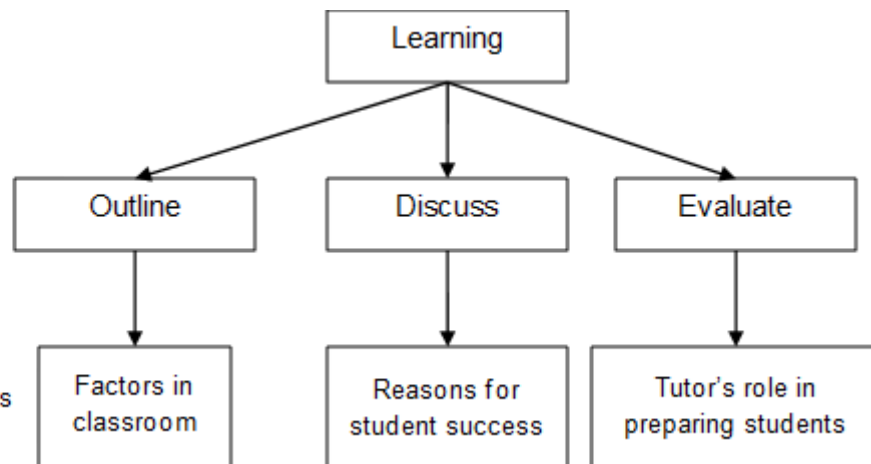 Learning
Outline
Discuss
Evaluate
Factors in
classroom
Reasons for
student success
Tutor's role in
preparing students